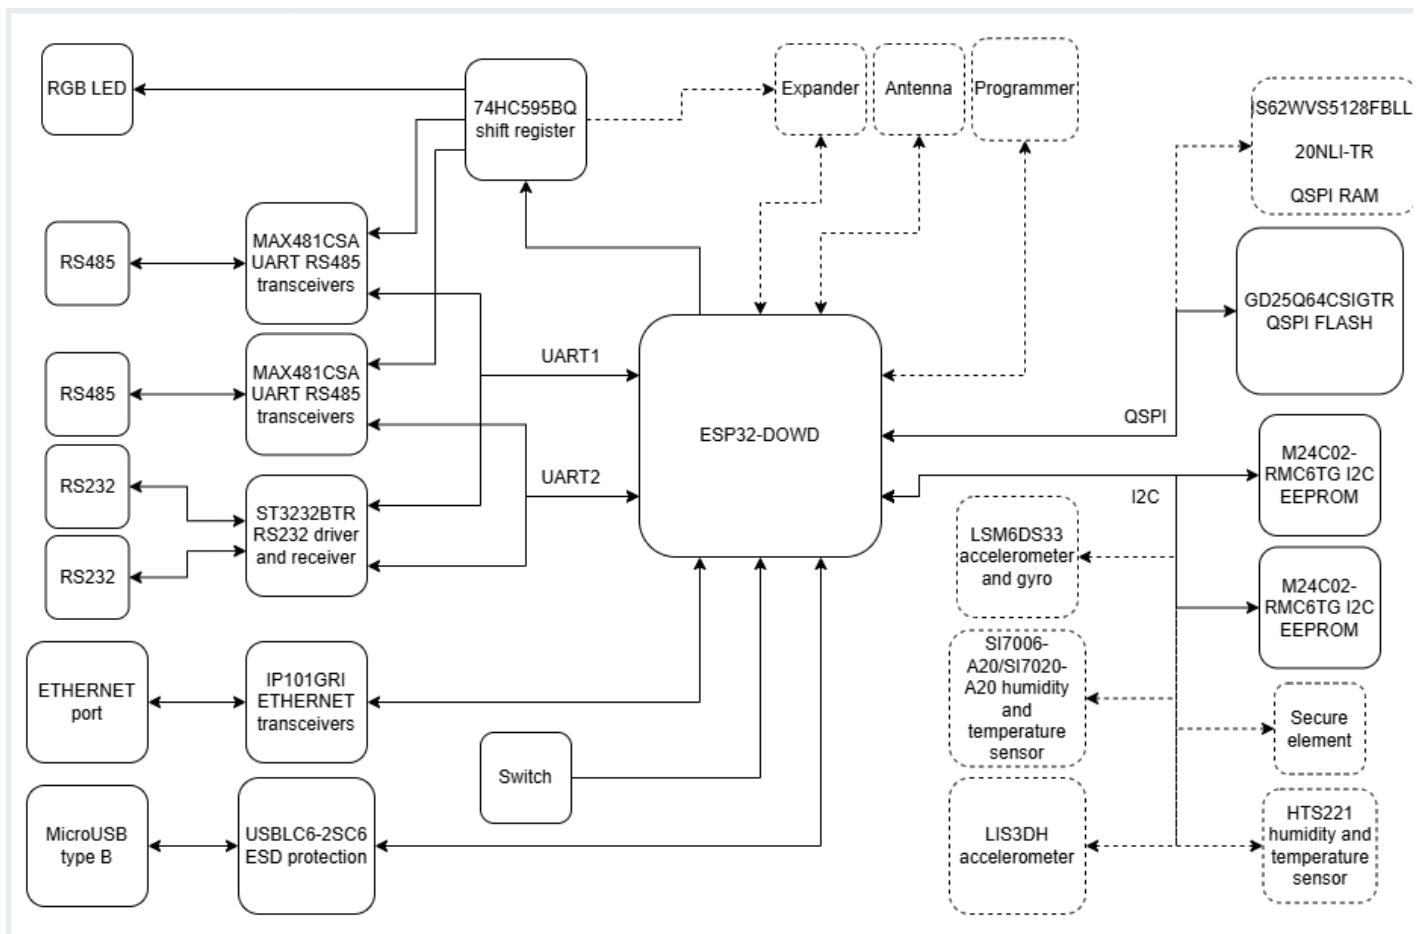 RGB LED
74HC595BQ
shift register
Expander
Antenna
Programmer
IS62WVS5128FBLL
20NLI-TR
QSPI RAM
RS485
MAX481CSA
UART RS485
transceivers
GD25Q64CSIGTR
QSPI FLASH
RS485
MAX481CSA
UART RS485
transceivers
UART1
ESP32-DOWD
QSPI
RS232
RS232
ST3232BTR
RS232 driver
and receiver
UART2
I2C
M24C02-
RMC6TG I2C
EEPROM
LSM6DS33
accelerometer
and gyro
M24C02-
RMC6TG I2C
EEPROM
ETHERNET
port
IP101GRI
ETHERNET
transceivers
SI7006-
A20/SI7020-
A20 humidity
and
temperature
sensor
Secure
element
Switch
MicroUSB
type B
USBLC6-2SC6
ESD protection
LIS3DH
accelerometer
HTS221
humidity and
temperature
sensor